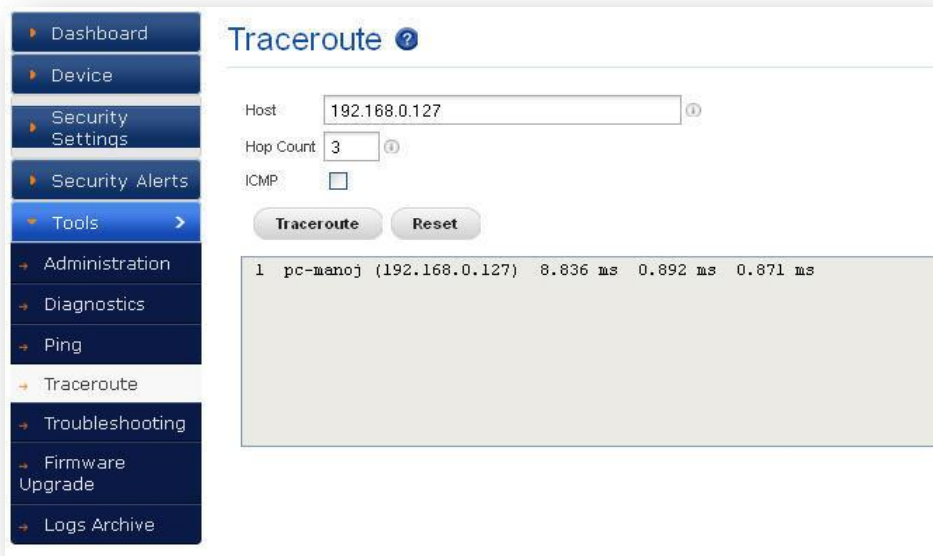 Dashboard
Device
Security
Settings
Security Alerts
Tools
Administration
Diagnostics
Ping
Traceroute
Troubleshooting
Firmware
Upgrade
Logs Archive
Traceroute ?
Host 192.168.0.127
Hop Count 3
ICMP
Traceroute Reset
1 pc-manoj (192.168.0.127) 8.836 ms 0.892 ms 0.871 ms